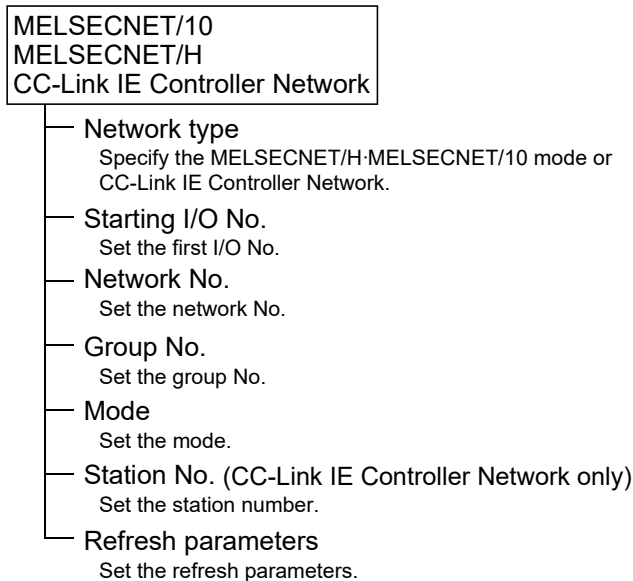 MELSECNET/10
MELSECNET/H
CC-Link IE Controller Network
Network type
Specify the MELSECNET/H·MELSECNET/10 mode or
CC-Link IE Controller Network.
Starting I/O No.
Set the first I/O No.
Network No.
Set the network No.
Group No.
Set the group No.
Mode
Set the mode.
Station No. (CC-Link IE Controller Network only)
Set the station number.
Refresh parameters
Set the refresh parameters.